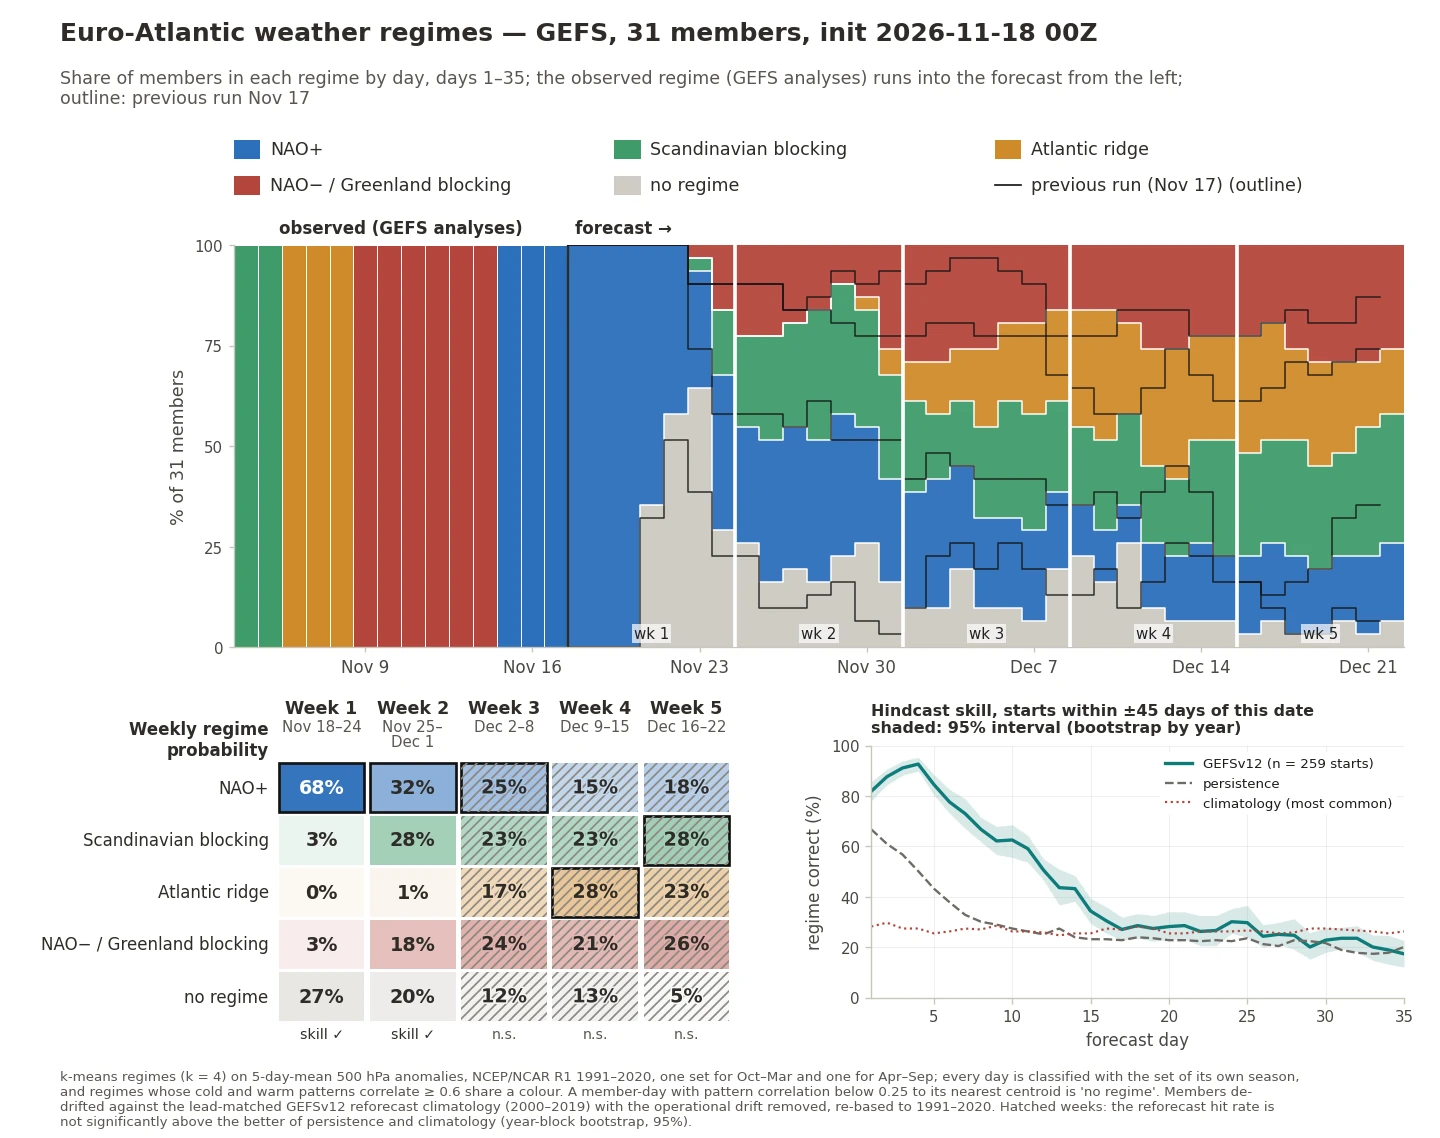 Euro-Atlantic weather regimes — GEFS, 31 members, init 2026-11-18 00Z
Share of members in each regime by day, days 1–35; the observed regime (GEFS analyses) runs into the forecast from the left;
outline: previous run Nov 17
NAO+
Scandinavian blocking
Atlantic ridge
NAO− / Greenland blocking
no regime
previous run (Nov 17) (outline)
observed (GEFS analyses)
forecast →
% of 31 members
100
75
50
25
0
wk 1
wk 2
wk 3
wk 4
wk 5
Nov 9
Nov 16
Nov 23
Nov 30
Dec 7
Dec 14
Dec 21
Weekly regime
probability
Week 1
Nov 18–24
Week 2
Nov 25–
Dec 1
Week 3
Dec 2–8
Week 4
Dec 9–15
Week 5
Dec 16–22
NAO+ 68% 32% 25% 15% 18%
Scandinavian blocking 3% 28% 23% 23% 28%
Atlantic ridge 0% 1% 17% 28% 23%
NAO− / Greenland blocking 3% 18% 24% 21% 26%
no regime 27% 20% 12% 13% 5%
skill ✓ skill ✓ n.s. n.s. n.s.
Hindcast skill, starts within ±45 days of this date
shaded: 95% interval (bootstrap by year)
GEFSv12 (n = 259 starts)
persistence
climatology (most common)
regime correct (%)
100
80
60
40
20
0
5 10 15 20 25 30 35
forecast day
k-means regimes (k = 4) on 5-day-mean 500 hPa anomalies, NCEP/NCAR R1 1991–2020, one set for Oct–Mar and one for Apr–Sep; every day is classified with the set of its own season,
and regimes whose cold and warm patterns correlate ≥ 0.6 share a colour. A member-day with pattern correlation below 0.25 to its nearest centroid is 'no regime'. Members de-
drifted against the lead-matched GEFSv12 reforecast climatology (2000–2019) with the operational drift removed, re-based to 1991–2020. Hatched weeks: the reforecast hit rate is
not significantly above the better of persistence and climatology (year-block bootstrap, 95%).